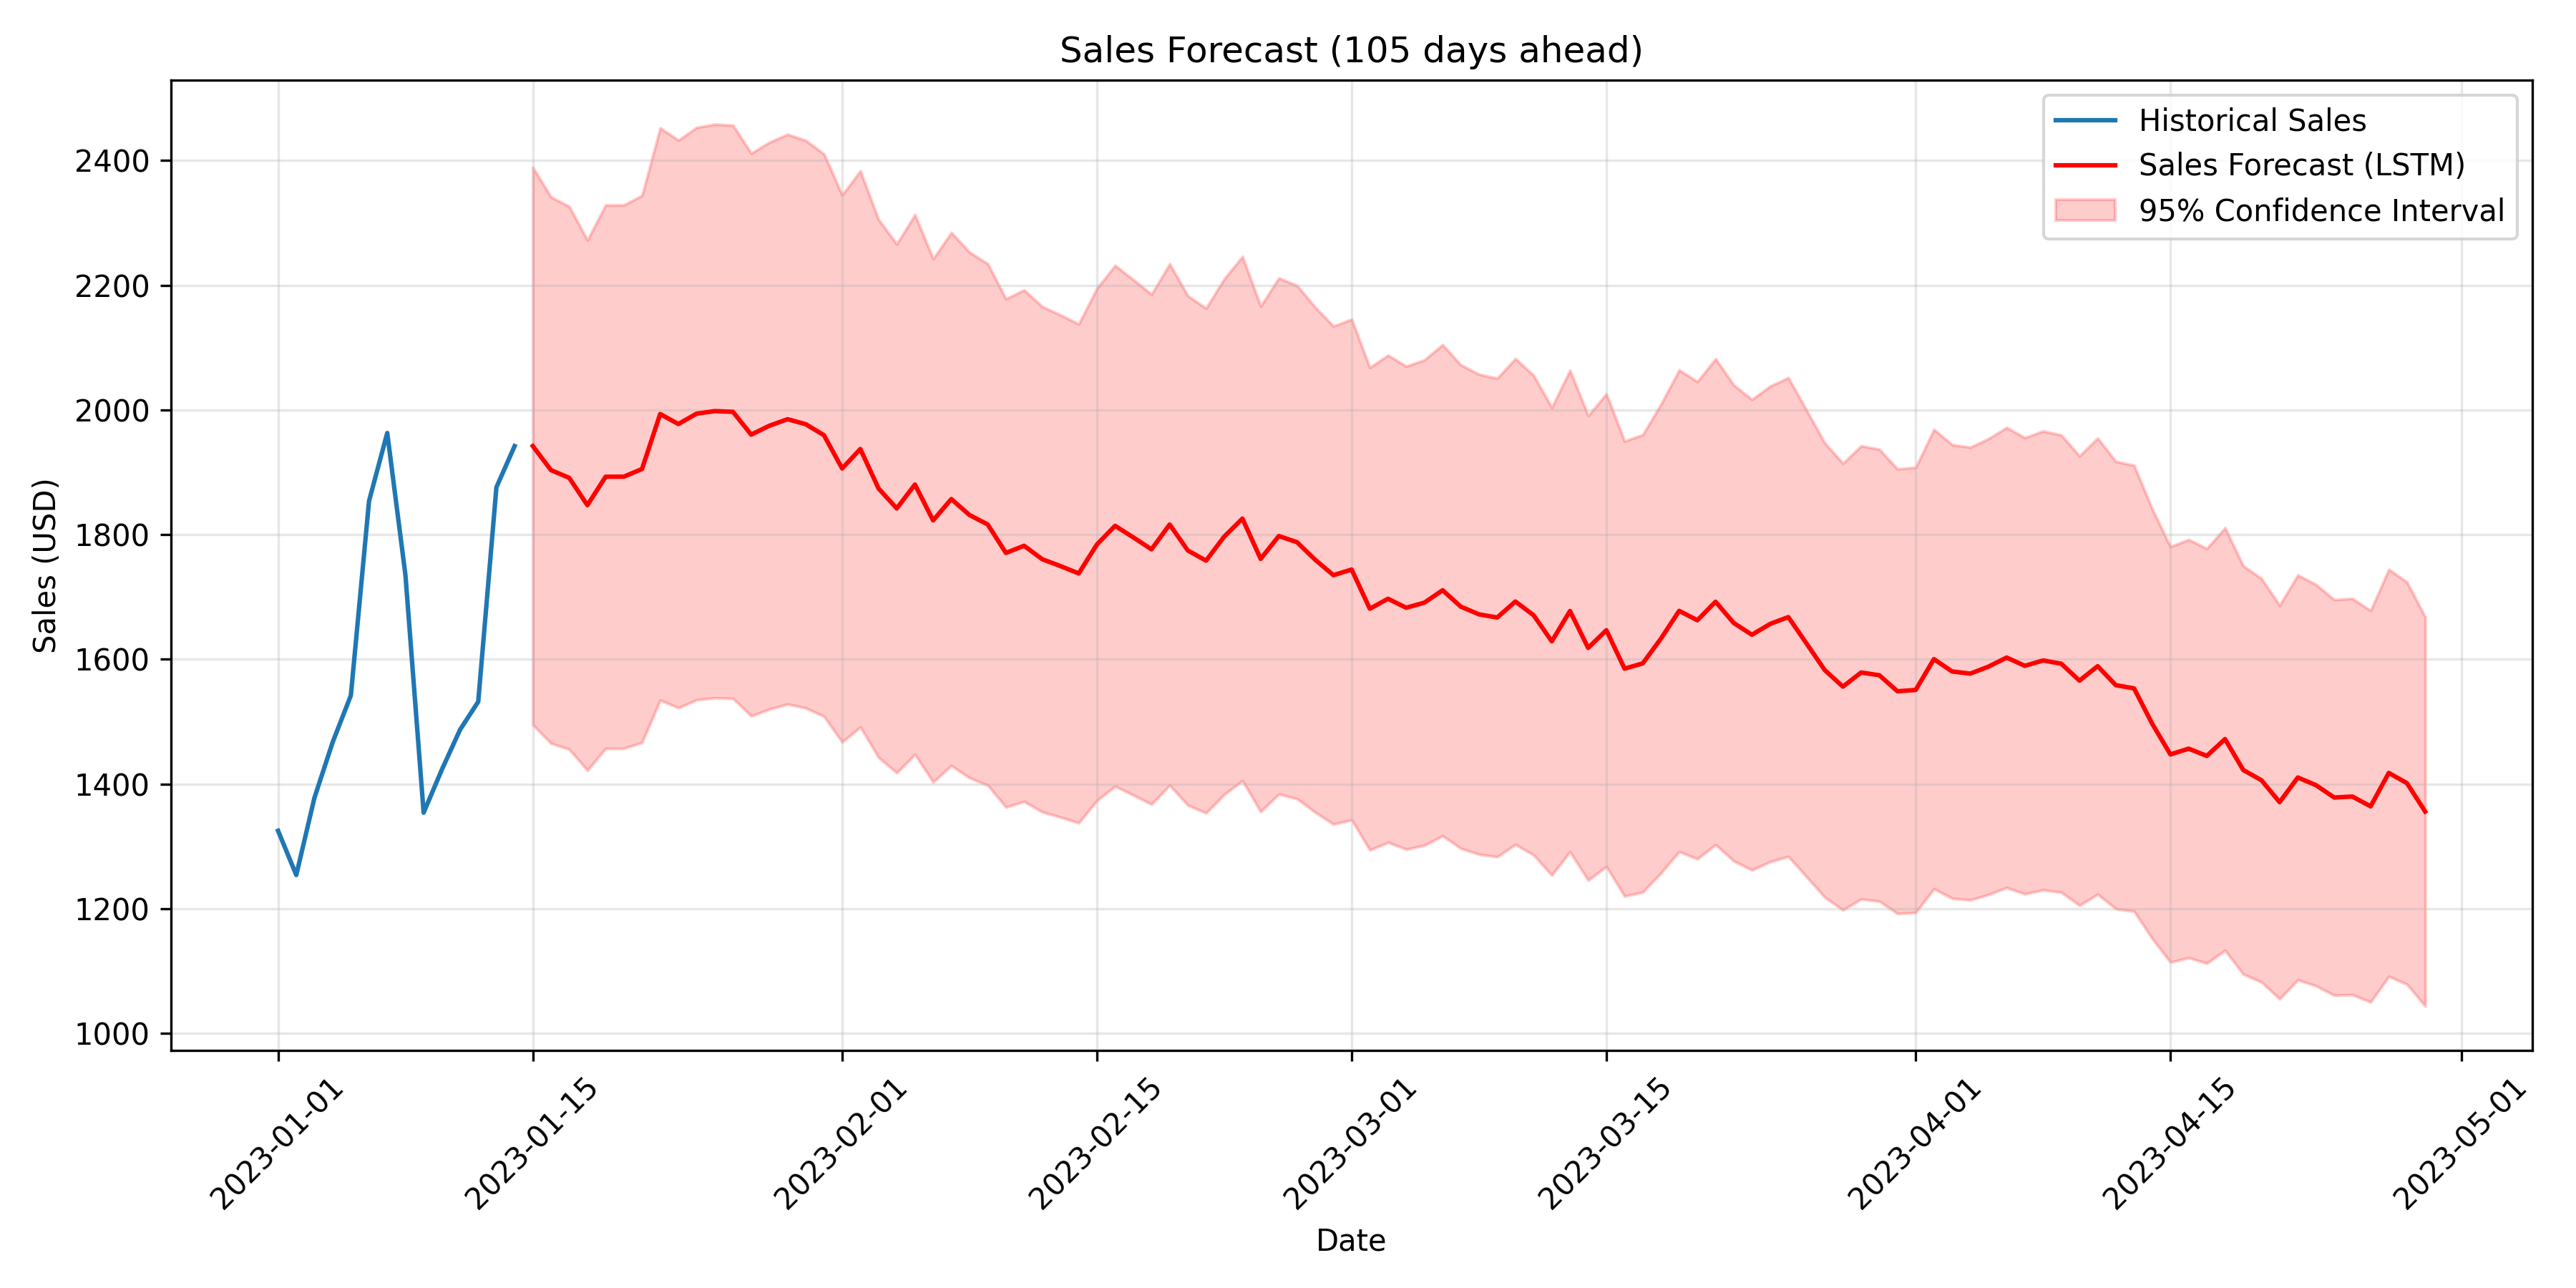 Sales Forecast (105 days ahead)
Historical Sales
Sales Forecast (LSTM)
95% Confidence Interval
Sales (USD)
2400
2200
2000
1800
1600
1400
1200
1000
2023-01-01
2023-01-15
2023-02-01
2023-02-15
2023-03-01
2023-03-15
2023-04-01
2023-04-15
2023-05-01
Date